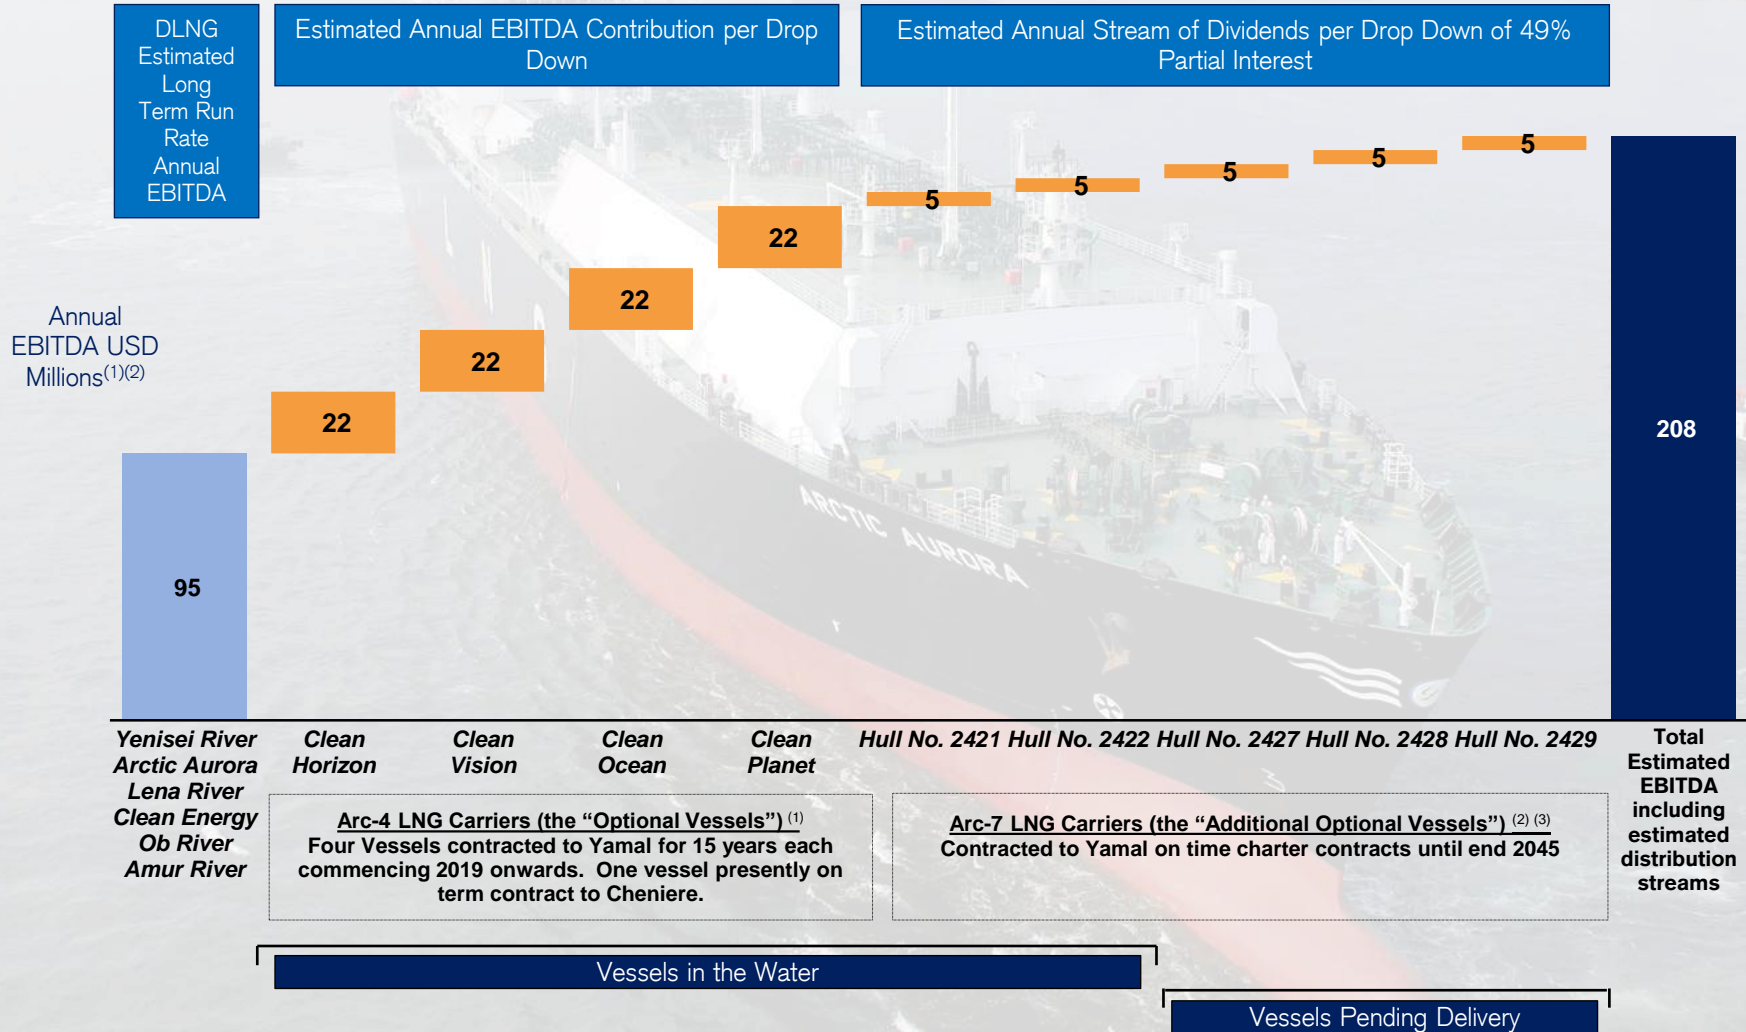 DLNG
Estimated
Long
Term Run
Rate
Annual
EBITDA
Estimated Annual EBITDA Contribution per Drop
Down
Estimated Annual Stream of Dividends per Drop Down of 49%
Partial Interest
Annual
EBITDA USD
Millions(1)(2)
95
22
22
22
22
5
5
5
5
5
208
ARCTIC AURORA
Yenisei River
Arctic Aurora
Lena River
Clean Energy
Ob River
Amur River
Clean
Horizon
Clean
Vision
Clean
Ocean
Clean
Planet
Hull No. 2421 Hull No. 2422 Hull No. 2427 Hull No. 2428 Hull No. 2429
Total
Estimated
EBITDA
including
estimated
distribution
streams
Arc-4 LNG Carriers (the “Optional Vessels”) (1)
Four Vessels contracted to Yamal for 15 years each
commencing 2019 onwards.  One vessel presently on
term contract to Cheniere.
Arc-7 LNG Carriers (the “Additional Optional Vessels”) (2) (3)
Contracted to Yamal on time charter contracts until end 2045
Vessels in the Water
Vessels Pending Delivery